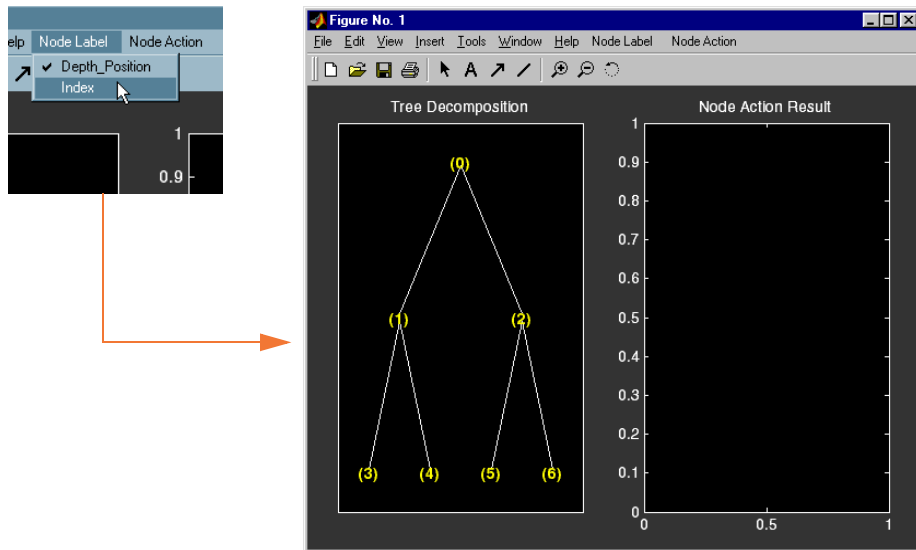 elp Node Label Node Action
✔ Depth_Position
Index
1
0.9
Figure No. 1
File Edit View Insert Tools Window Help Node Label Node Action
A
Tree Decomposition
Node Action Result
(0)
(1)
(2)
(3)
(4)
(5)
(6)
1
0.9
0.8
0.7
0.6
0.5
0.4
0.3
0.2
0.1
0
0
0.5
1